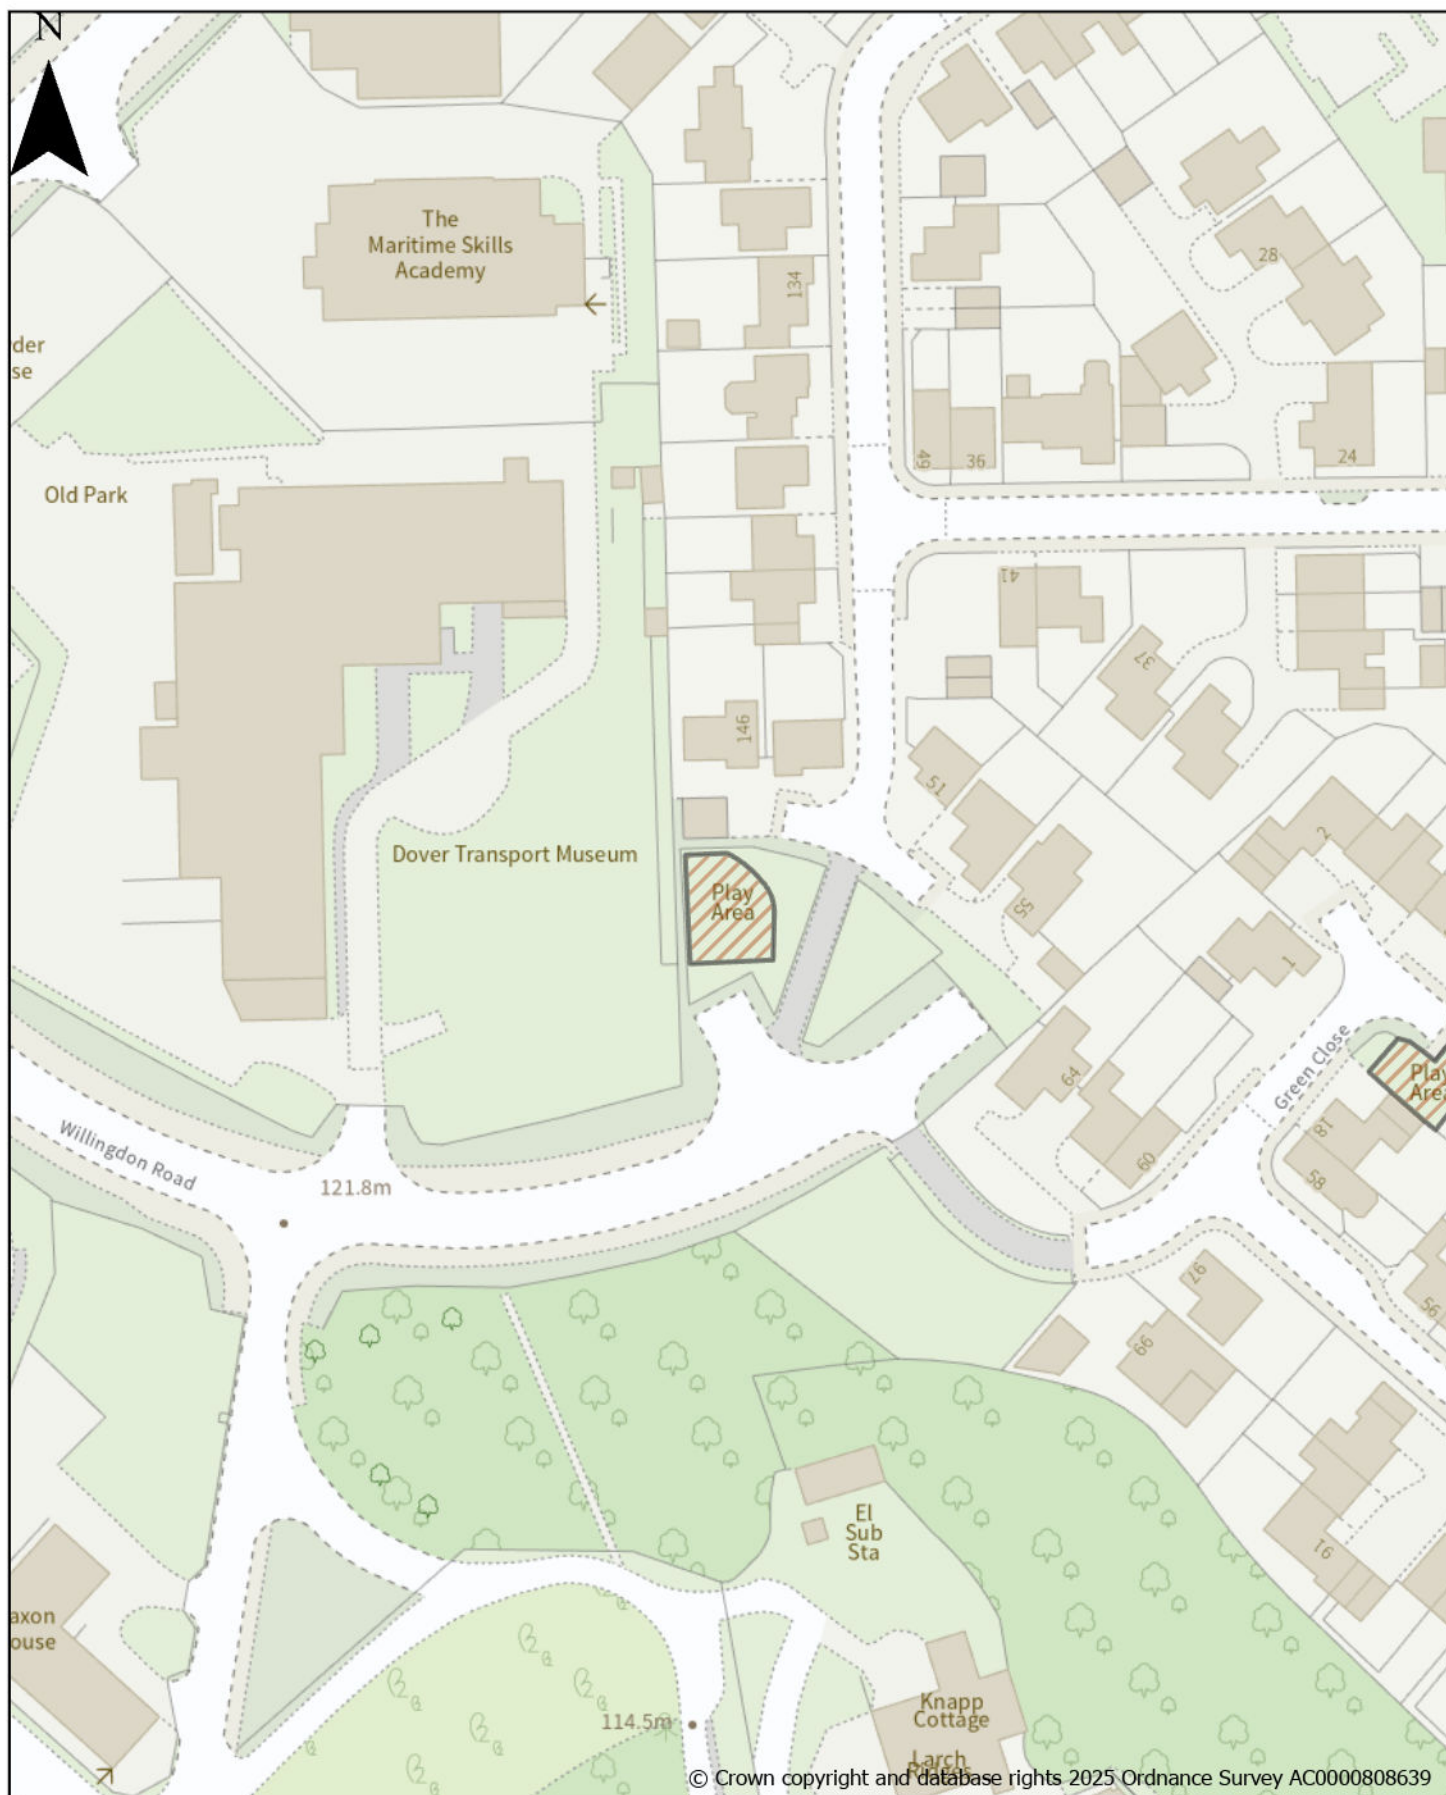 N
The
Maritime Skills
Academy
134
28
der
se
49
36
24
Old Park
41
37
146
15
2
Dover Transport Museum
Play
Area
55
1
64
Green Close
Play
Area
18
60
58
Willingdon Road
121.8m
97
56
66
El
Sub
Sta
16
axon
ouse
Knapp
Cottage
114.5m
Larch
© Crown copyright and database rights 2025 Ordnance Survey AC0000808639